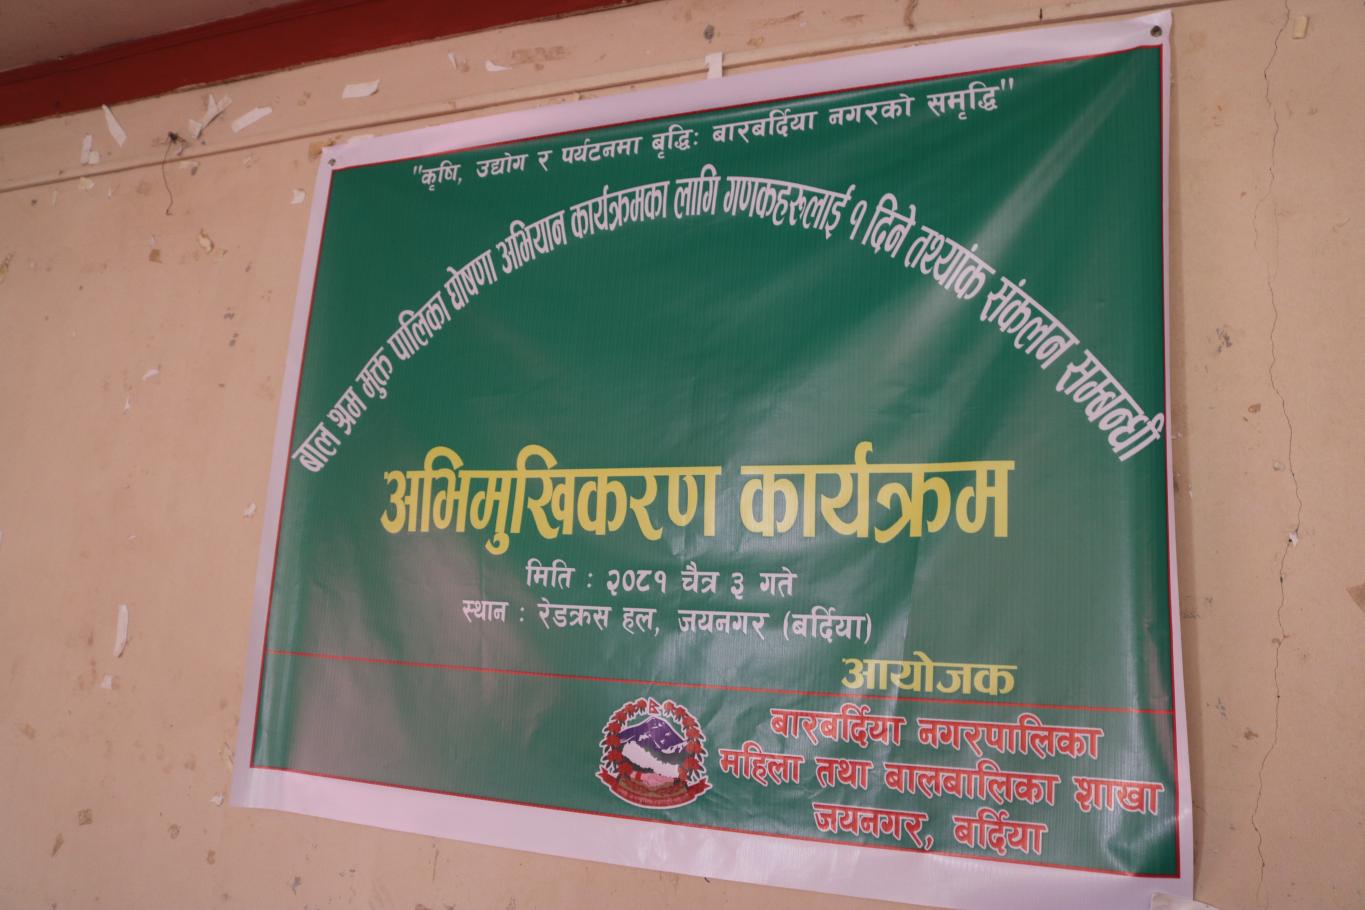 "कृषि, उद्योग र पर्यटनमा बृद्धिः बारबर्दिया नगरको समृद्धि"
बाल श्रम मुक्त पालिका घोषणा अभियान कार्यक्रमका लागि गणकहरुलाई १ दिने तथ्यांक संकलन सम्बन्धी
अभिमुखिकरण कार्यक्रम
मिति : २०८१ चैत्र ३ गते
स्थान : रेडक्रस हल, जयनगर (बर्दिया)
आयोजक
बारबर्दिया नगरपालिका
महिला तथा बालबालिका शाखा
जयनगर, बर्दिया